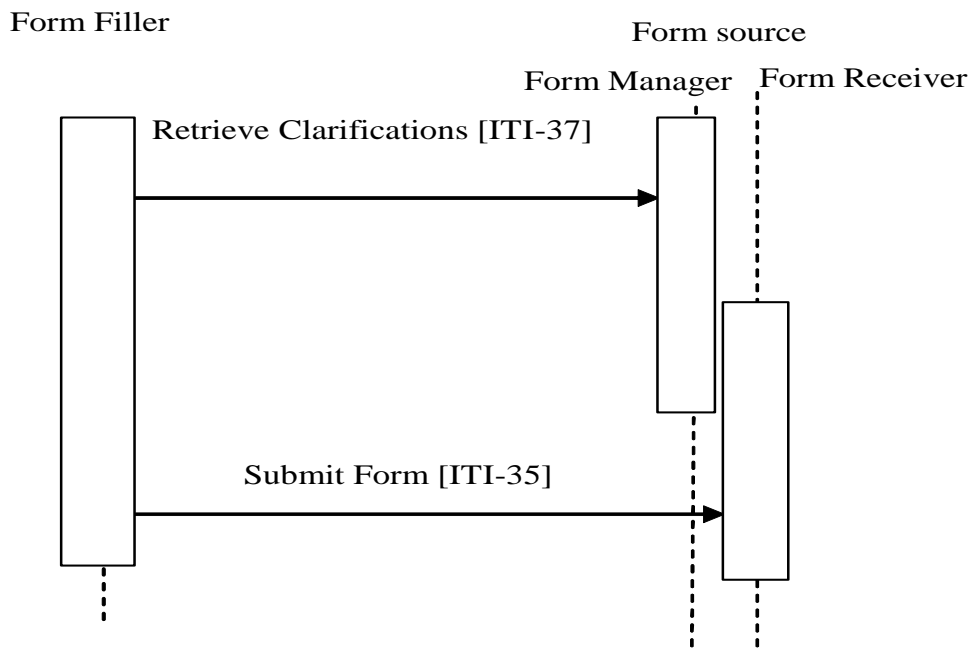 Form Filler
Form source
Form Manager
Form Receiver
Retrieve Clarifications [ITI-37]
Submit Form [ITI-35]